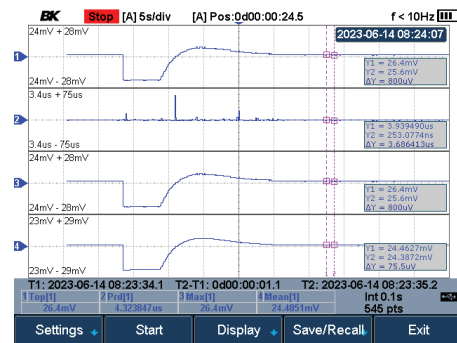 BK Stop [A] 5s/div [A] Pos:0d00:00:24.5 f < 10Hz
2023-06-14 08:24:07
24mV + 28mV
1
Y1 = 26.4mV
Y2 = 25.6mV
ΔY = 800uV
24mV - 28mV
3.4us + 75us
2
Y1 = 3.939490us
Y2 = 253.0774ns
ΔY = 3.686413us
3.4us - 75us
24mV + 28mV
3
Y1 = 26.4mV
Y2 = 25.6mV
ΔY = 800uV
24mV - 28mV
23mV + 29mV
4
Y1 = 24.4627mV
Y2 = 24.3872mV
ΔY = 75.5uV
23mV - 29mV
T1: 2023-06-14 08:23:34.1 T2-T1: 0d00:00:01.1 T2: 2023-06-14 08:23:35.2
1 Top[1] 2 Prd[1] 3 Max[1] 4 Mean[1] Int 0.1s
26.4mV 4.323847us 26.4mV 24.4851mV 545 pts
Settings Start Display Save/Recall Exit